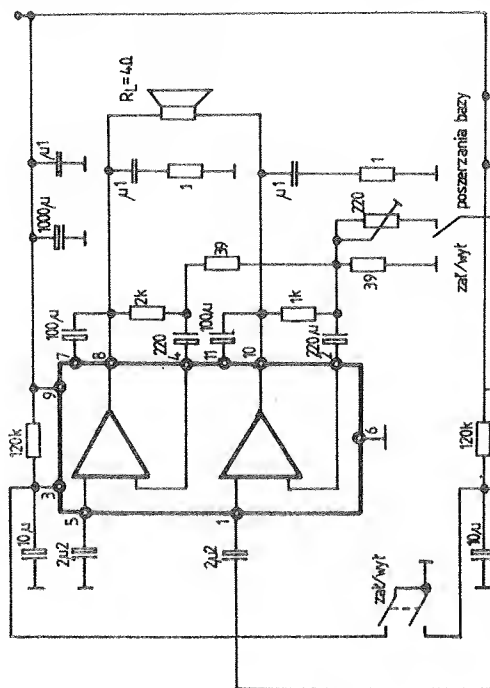 R_L=4Ω
µ1
1000µ
µ1
1
µ1
1
poszerzania bazy
220
zał/wył
39
39
100µ
2k
100µ
1k
220
220µ
7
8
4
11
10
2
9
6
120k
3
5
1
10µ
2µ2
2µ2
120k
10µ
zał/wył